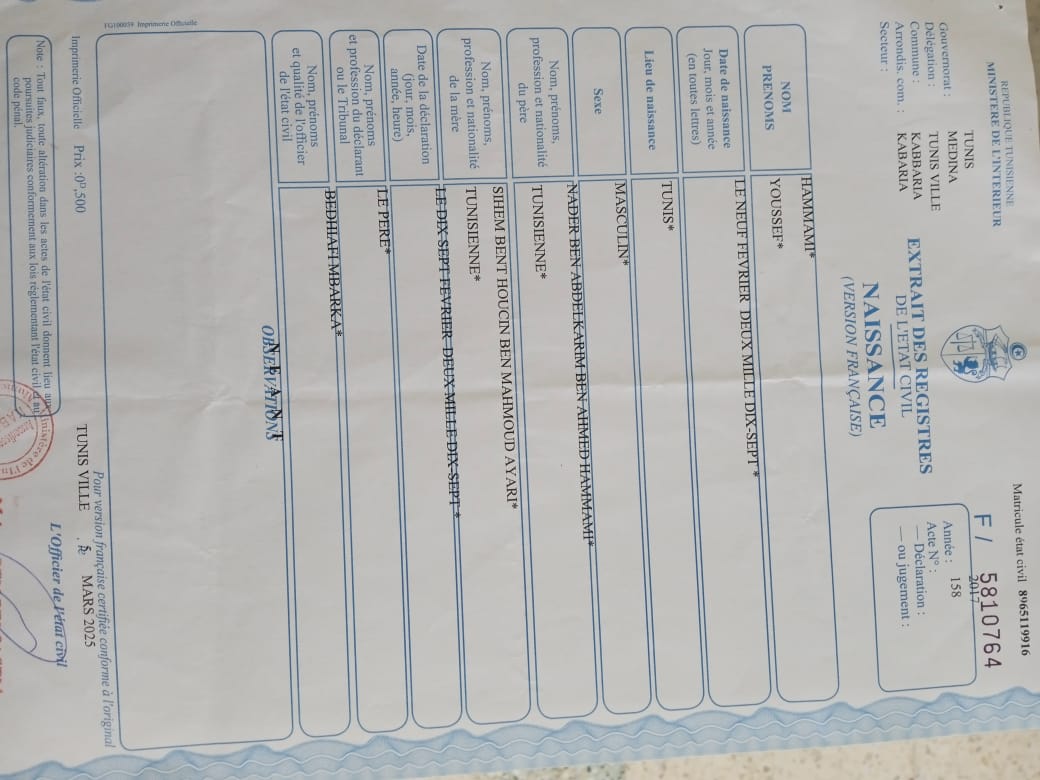 REPUBLIQUE TUNISIENNE
MINISTERE DE L'INTERIEUR
Gouvernorat : TUNIS
Délégation : MEDINA
Commune : TUNIS VILLE
Arrondis. com. : KABBARIA
Secteur : KABARIA
EXTRAIT DES REGISTRES
DE L'ETAT CIVIL
NAISSANCE
(VERSION FRANÇAISE)
Matricule état civil 8965119916
F / 5810764
Année : 2017
Acte N° : 158
— Déclaration :
— ou jugement :
NOM HAMMAMI*
PRENOMS YOUSSEF*
Date de naissance
Jour, mois et année
(en toutes lettres)
LE NEUF FEVRIER DEUX MILLE DIX-SEPT *
Lieu de naissance TUNIS*
Sexe MASCULIN*
Nom, prénoms,
profession et nationalité
du père
NADER BEN ABDELKARIM BEN AHMED HAMMAMI*
TUNISIENNE*
Nom, prénoms,
profession et nationalité
de la mère
SIHEM BENT HOUCIN BEN MAHMOUD AYARI*
TUNISIENNE*
Date de la déclaration
(jour, mois,
année, heure)
LE DIX SEPT FEVRIER DEUX MILLE DIX-SEPT *
Nom, prénoms
et profession du déclarant
ou le Tribunal
LE PERE*
Nom, prénoms
et qualité de l'officier
de l'état civil
BEDHIAFI MBARKA*
OBSERVATIONS
N E A N T
FG100059 Imprimerie Officielle
Pour version française certifiée conforme à l'original
TUNIS VILLE MARS 2025
L'Officier de l'état civil
Imprimerie Officielle Prix :0ᴰ,500
Note : Tout faux, toute altération dans les actes de l'état civil donnent lieu aux
poursuites judiciaires conformement aux lois réglementant l'état civil et au
code pénal.